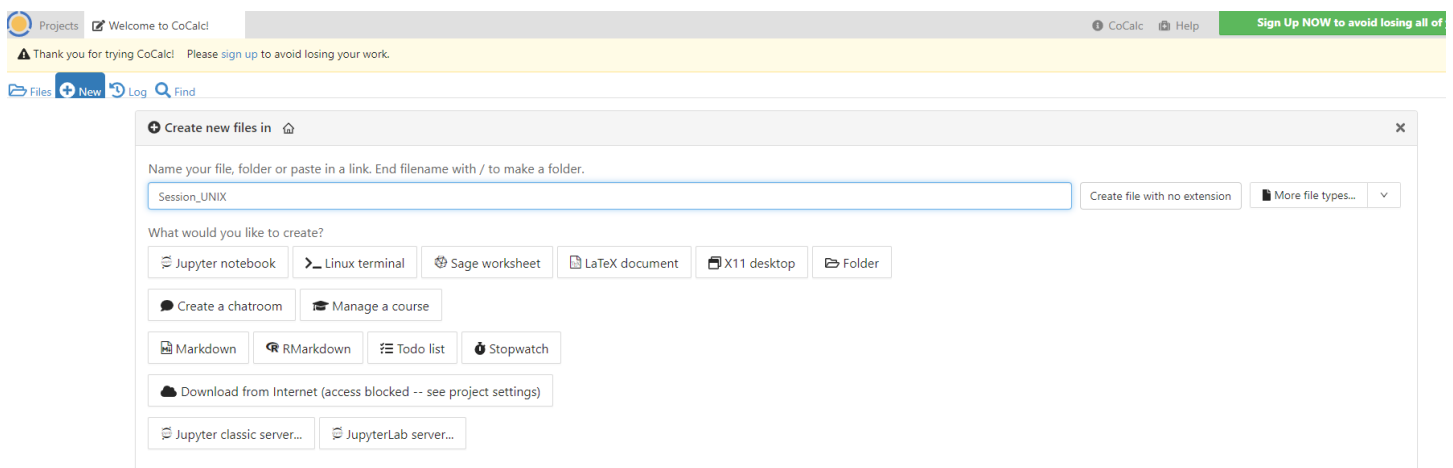 Projects Welcome to CoCalc! CoCalc Help Sign Up NOW to avoid losing all of
Thank you for trying CoCalc! Please sign up to avoid losing your work.
Files New Log Find
Create new files in
Name your file, folder or paste in a link. End filename with / to make a folder.
Session_UNIX Create file with no extension More file types...
What would you like to create?
Jupyter notebook Linux terminal Sage worksheet LaTeX document X11 desktop Folder
Create a chatroom Manage a course
Markdown RMarkdown Todo list Stopwatch
Download from Internet (access blocked -- see project settings)
Jupyter classic server... JupyterLab server...